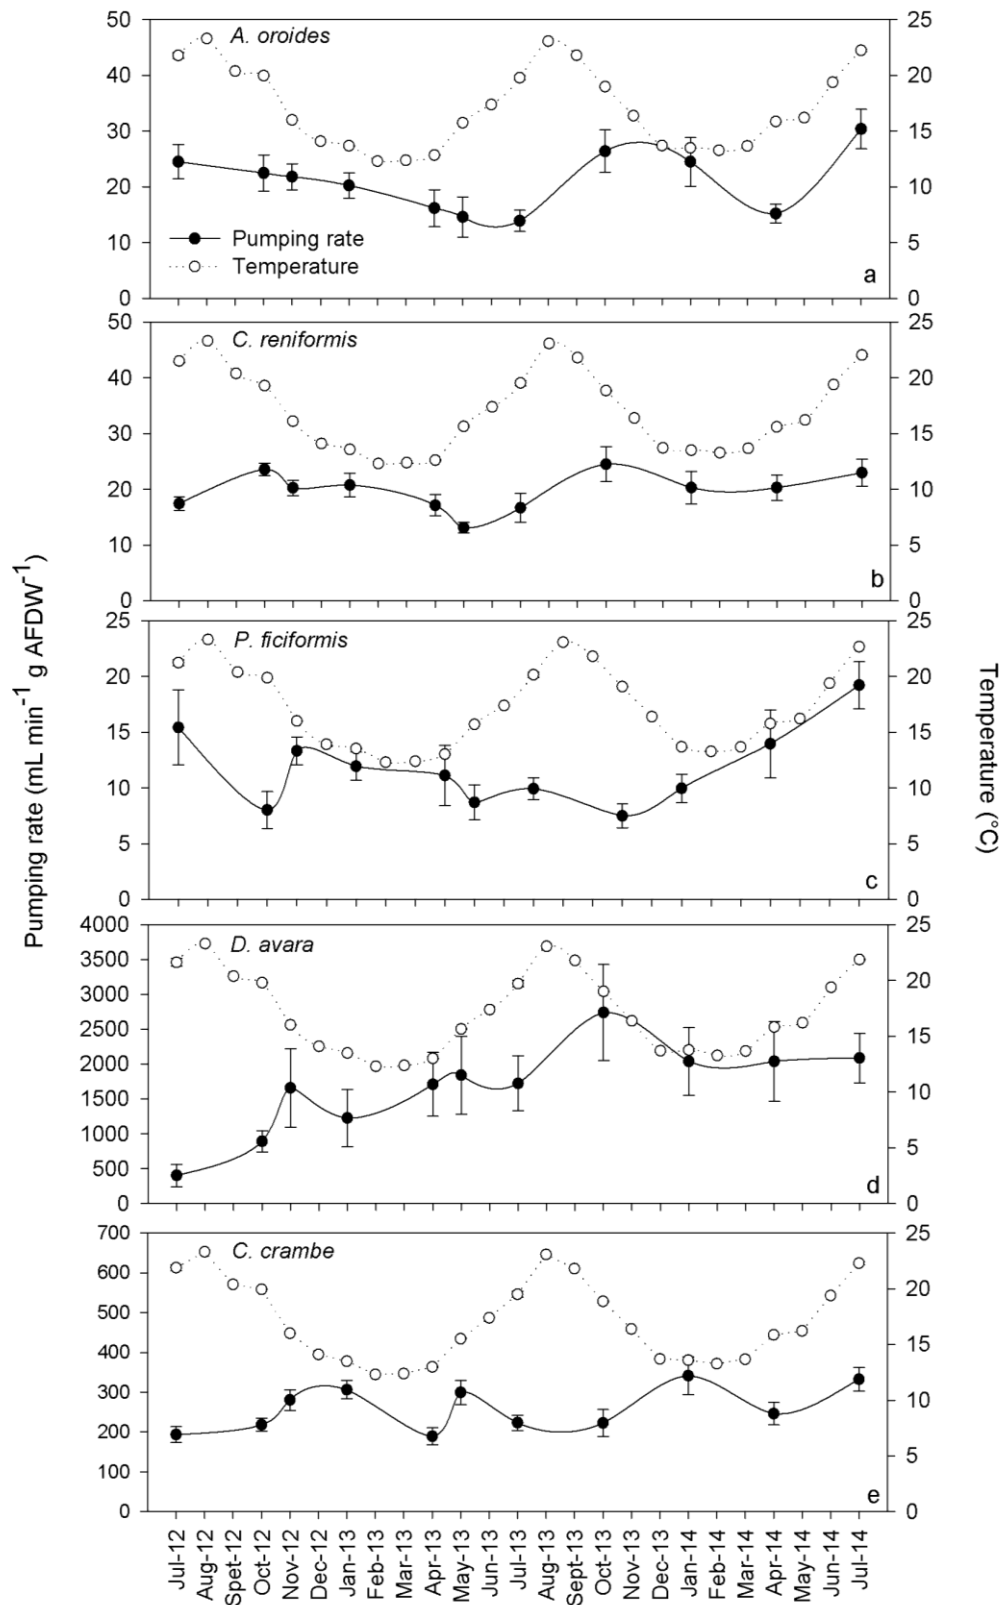 Pumping rate (mL min⁻¹ g AFDW⁻¹)
Temperature (°C)
50
40
30
20
10
0
A. oroides
Pumping rate
Temperature
a
25
20
15
10
5
0
50
40
30
20
10
0
C. reniformis
b
25
20
15
10
5
0
25
20
15
10
5
0
P. ficiformis
c
25
20
15
10
5
0
4000
3500
3000
2500
2000
1500
1000
500
0
D. avara
d
25
20
15
10
5
0
700
600
500
400
300
200
100
0
C. crambe
e
25
20
15
10
5
0
Jul-12
Aug-12
Spet-12
Oct-12
Nov-12
Dec-12
Jan-13
Feb-13
Mar-13
Apr-13
May-13
Jun-13
Jul-13
Aug-13
Sept-13
Oct-13
Nov-13
Dec-13
Jan-14
Feb-14
Mar-14
Apr-14
May-14
Jun-14
Jul-14